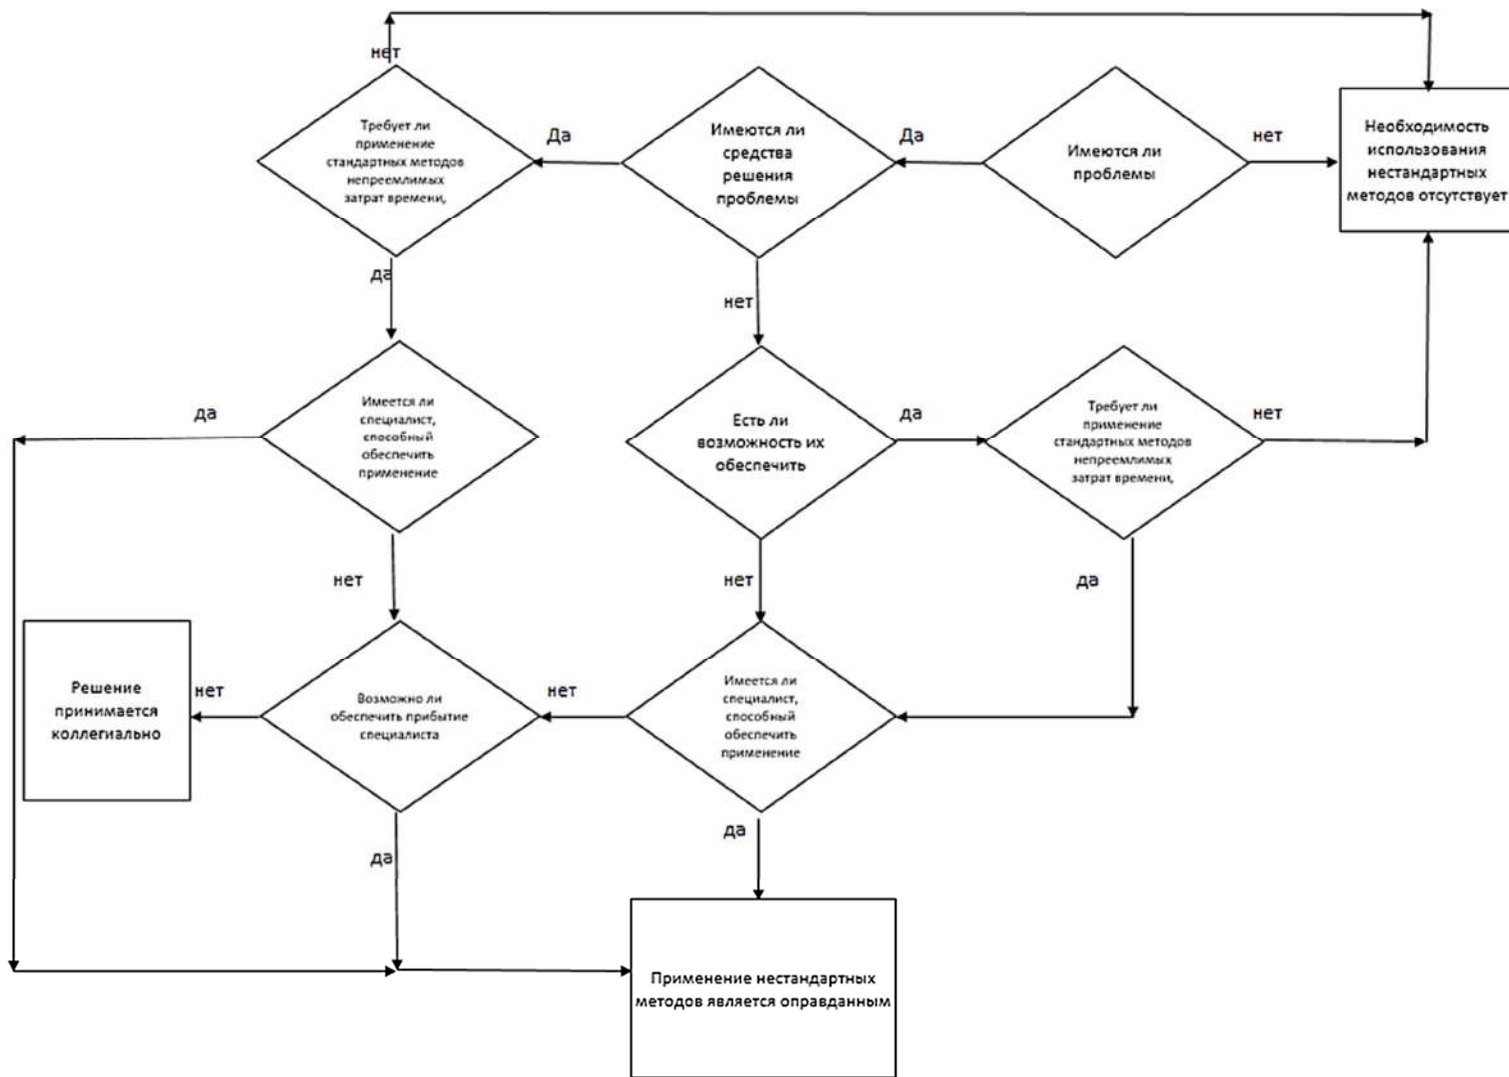 нет
Требует ли
применение
стандартных методов
непреемлимых
затрат времени,
Да
Имеются ли
средства
решения
проблемы
Да
Имеются ли
проблемы
нет
Необходимость
использования
нестандартных
методов отсутствует
да
нет
да
Имеется ли
специалист,
способный
обеспечить
применение
Есть ли
возможность их
обеспечить
да
Требует ли
применение
стандартных методов
непреемлимых
затрат времени,
нет
нет
нет
да
Решение
принимается
коллегиально
нет
Возможно ли
обеспечить прибытие
специалиста
нет
Имеется ли
специалист,
способный
обеспечить
применение
да
да
Применение нестандартных
методов является оправданным